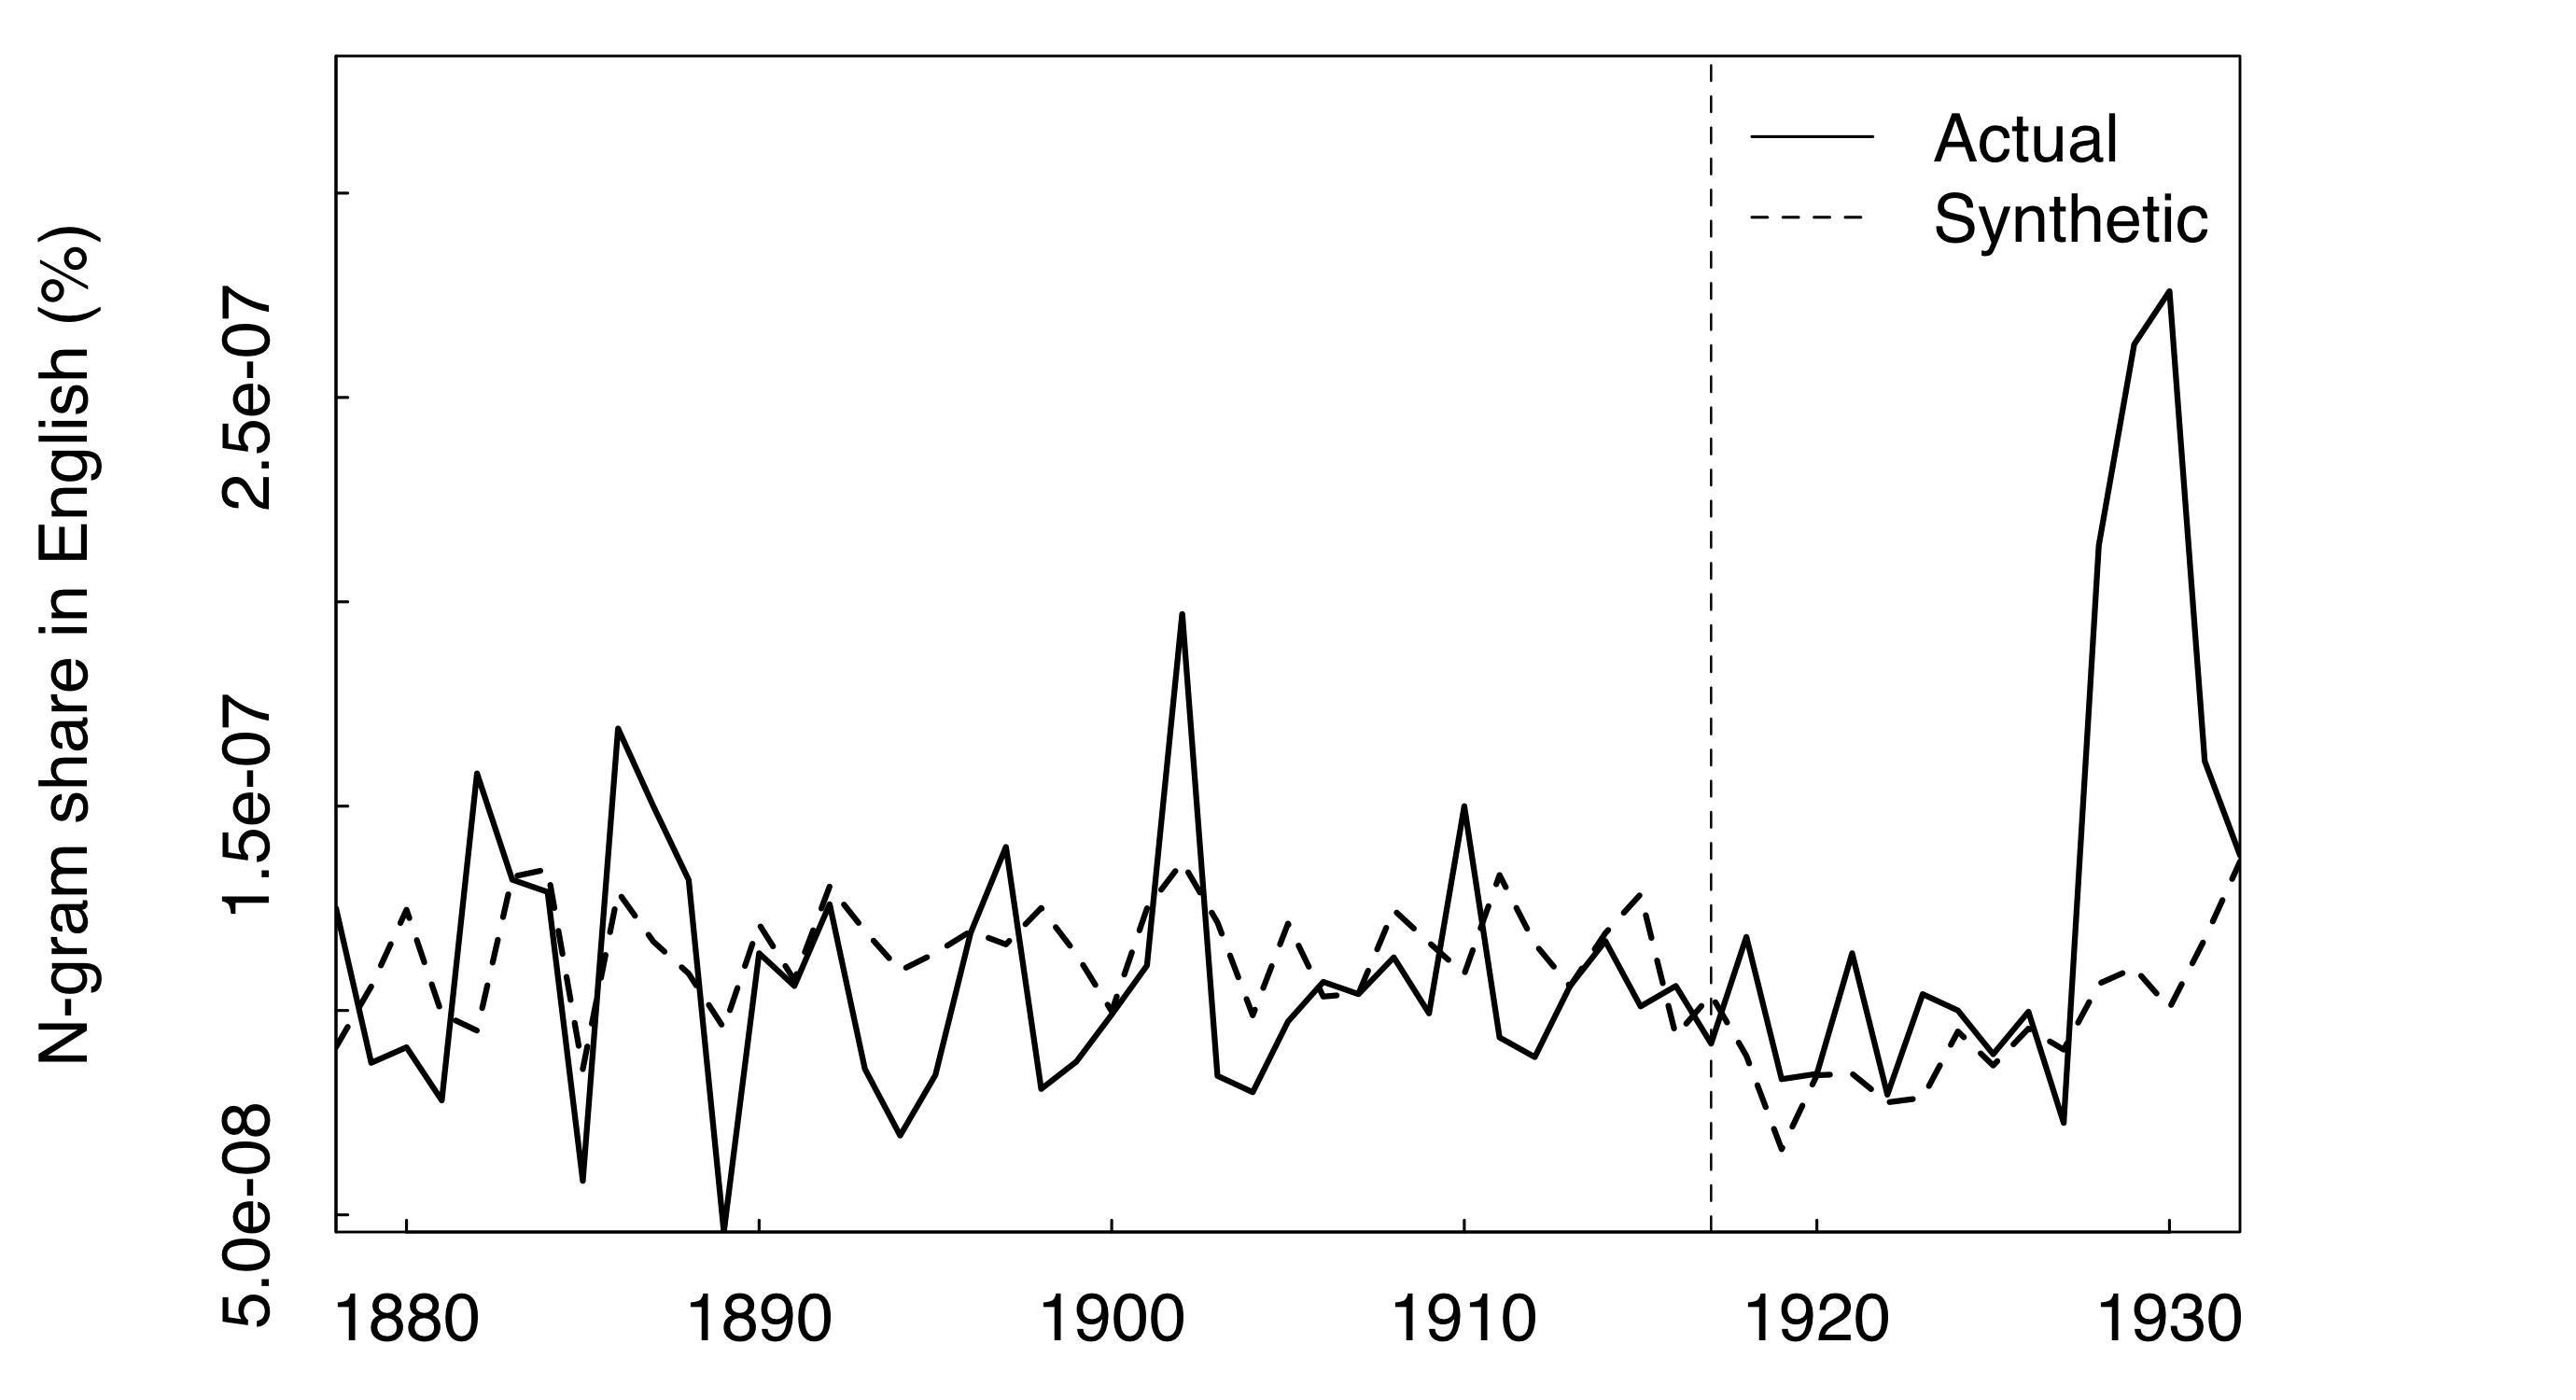 Actual
Synthetic
N-gram share in English (%)
2.5e-07
1.5e-07
5.0e-08
1880 1890 1900 1910 1920 1930